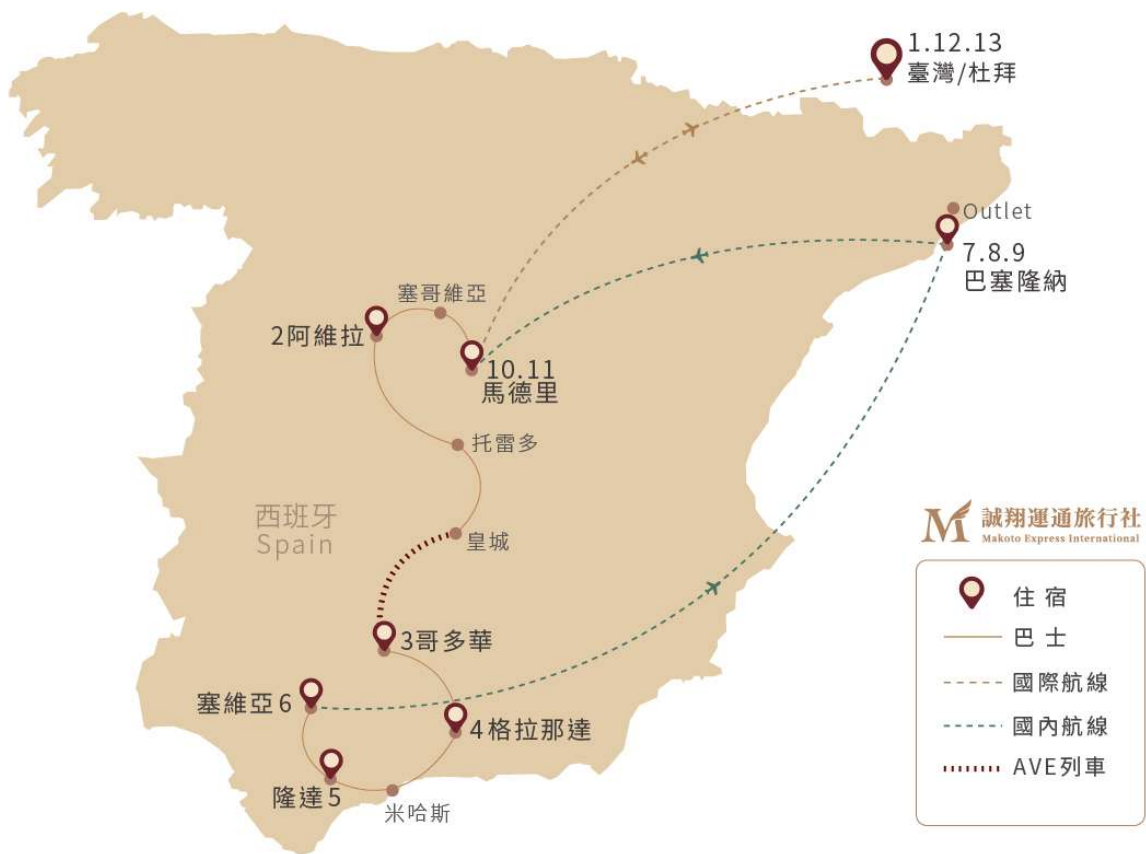 1.12.13
臺灣/杜拜
Outlet
7.8.9
巴塞隆納
塞哥維亞
2阿維拉
10.11
馬德里
托雷多
西班牙
Spain
皇城
3哥多華
塞維亞6
4格拉那達
隆達5
米哈斯
M 誠翔運通旅行社
Makoto Express International
住宿
巴士
國際航線
國內航線
AVE列車